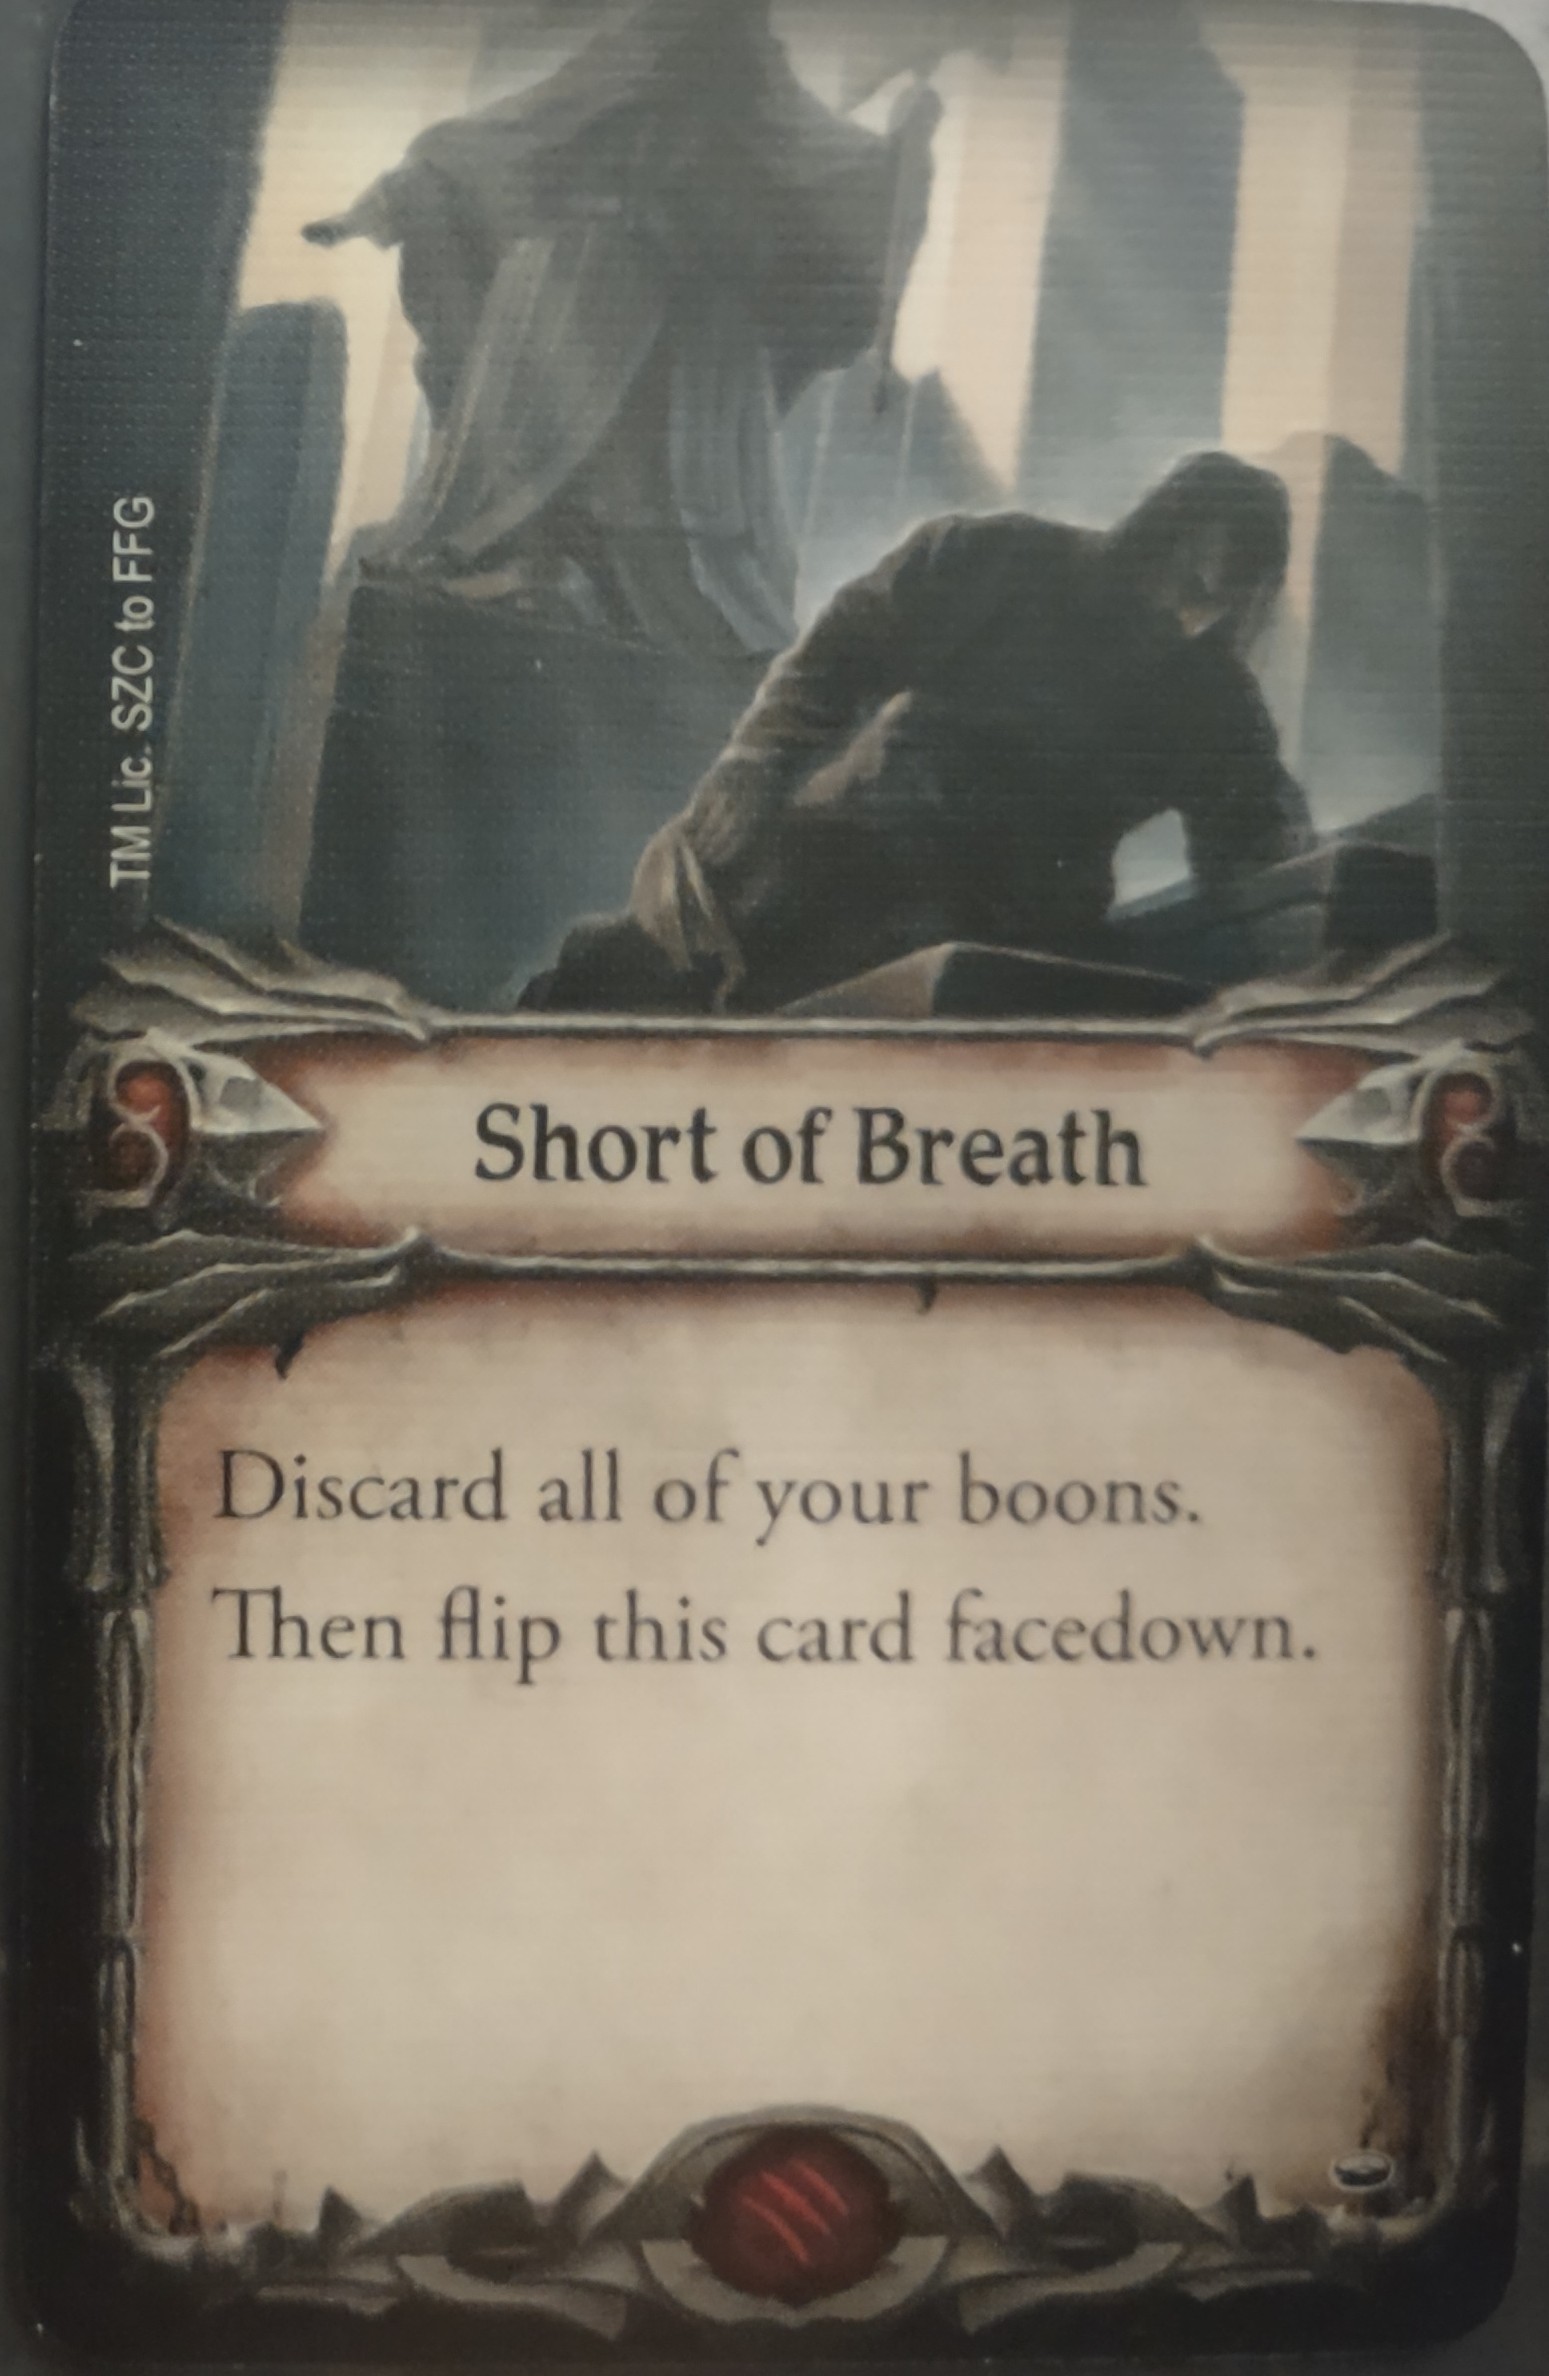 TM Lic. SZC to FFG
Short of Breath
Discard all of your boons.
Then flip this card facedown.